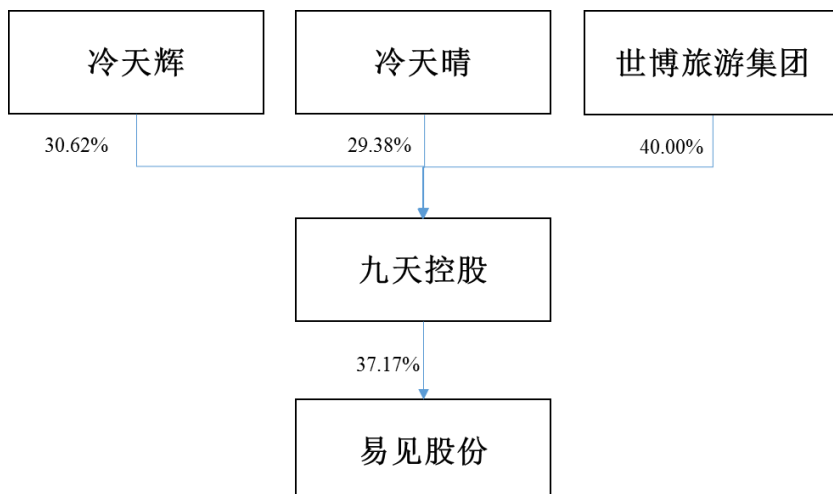 冷天辉
冷天晴
世博旅游集团
30.62%
29.38%
40.00%
九天控股
37.17%
易见股份